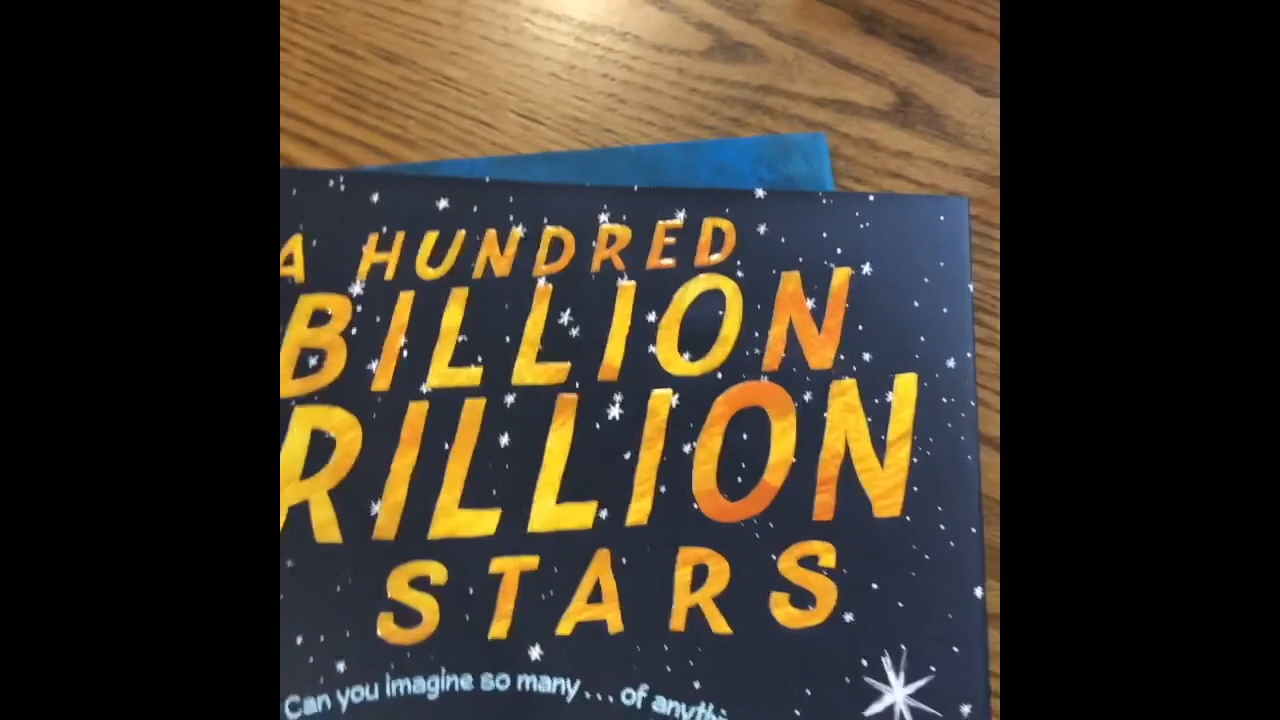 A HUNDRED
BILLION
RILLION
STARS
Can you imagine so many... of